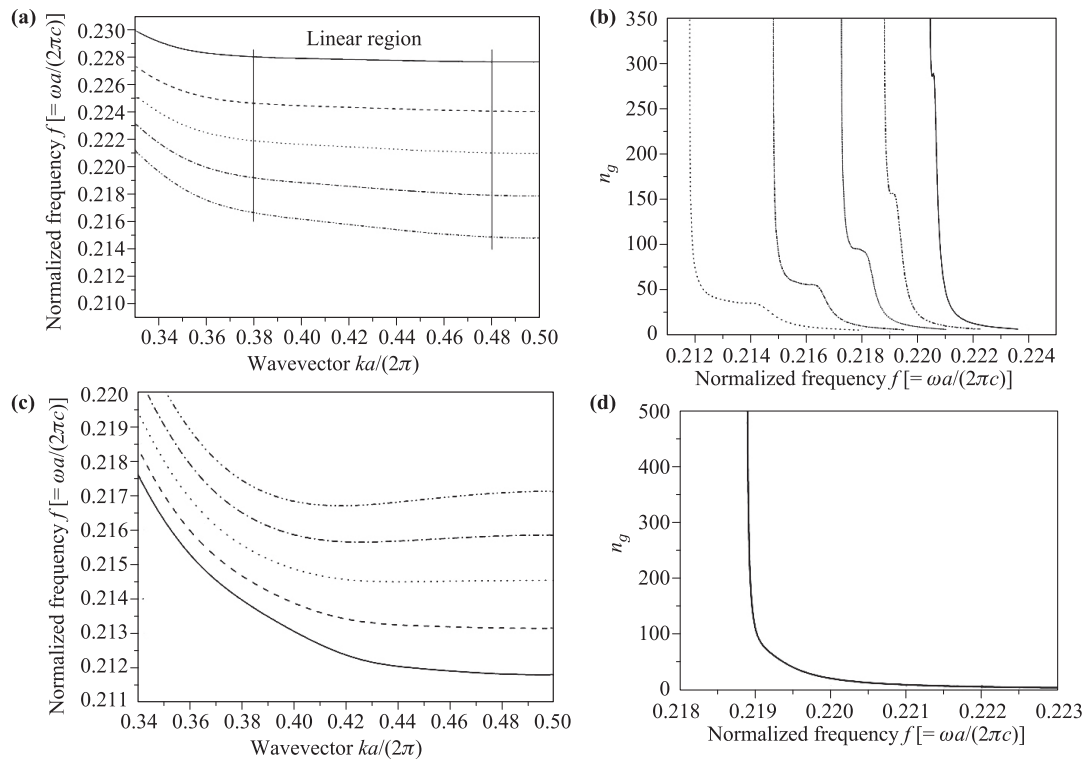 (a)
Normalized frequency f [= ωa/(2πc)]
0.230
0.228
0.226
0.224
0.222
0.220
0.218
0.216
0.214
0.212
0.210
Linear region
0.34 0.36 0.38 0.40 0.42 0.44 0.46 0.48 0.50
Wavevector ka/(2π)
(b)
n_g
350
300
250
200
150
100
50
0
0.212 0.214 0.216 0.218 0.220 0.222 0.224
Normalized frequency f [= ωa/(2πc)]
(c)
Normalized frequency f [= ωa/(2πc)]
0.220
0.219
0.218
0.217
0.216
0.215
0.214
0.213
0.212
0.211
0.34 0.36 0.38 0.40 0.42 0.44 0.46 0.48 0.50
Wavevector ka/(2π)
(d)
n_g
500
400
300
200
100
0
0.218 0.219 0.220 0.221 0.222 0.223
Normalized frequency f [= ωa/(2πc)]